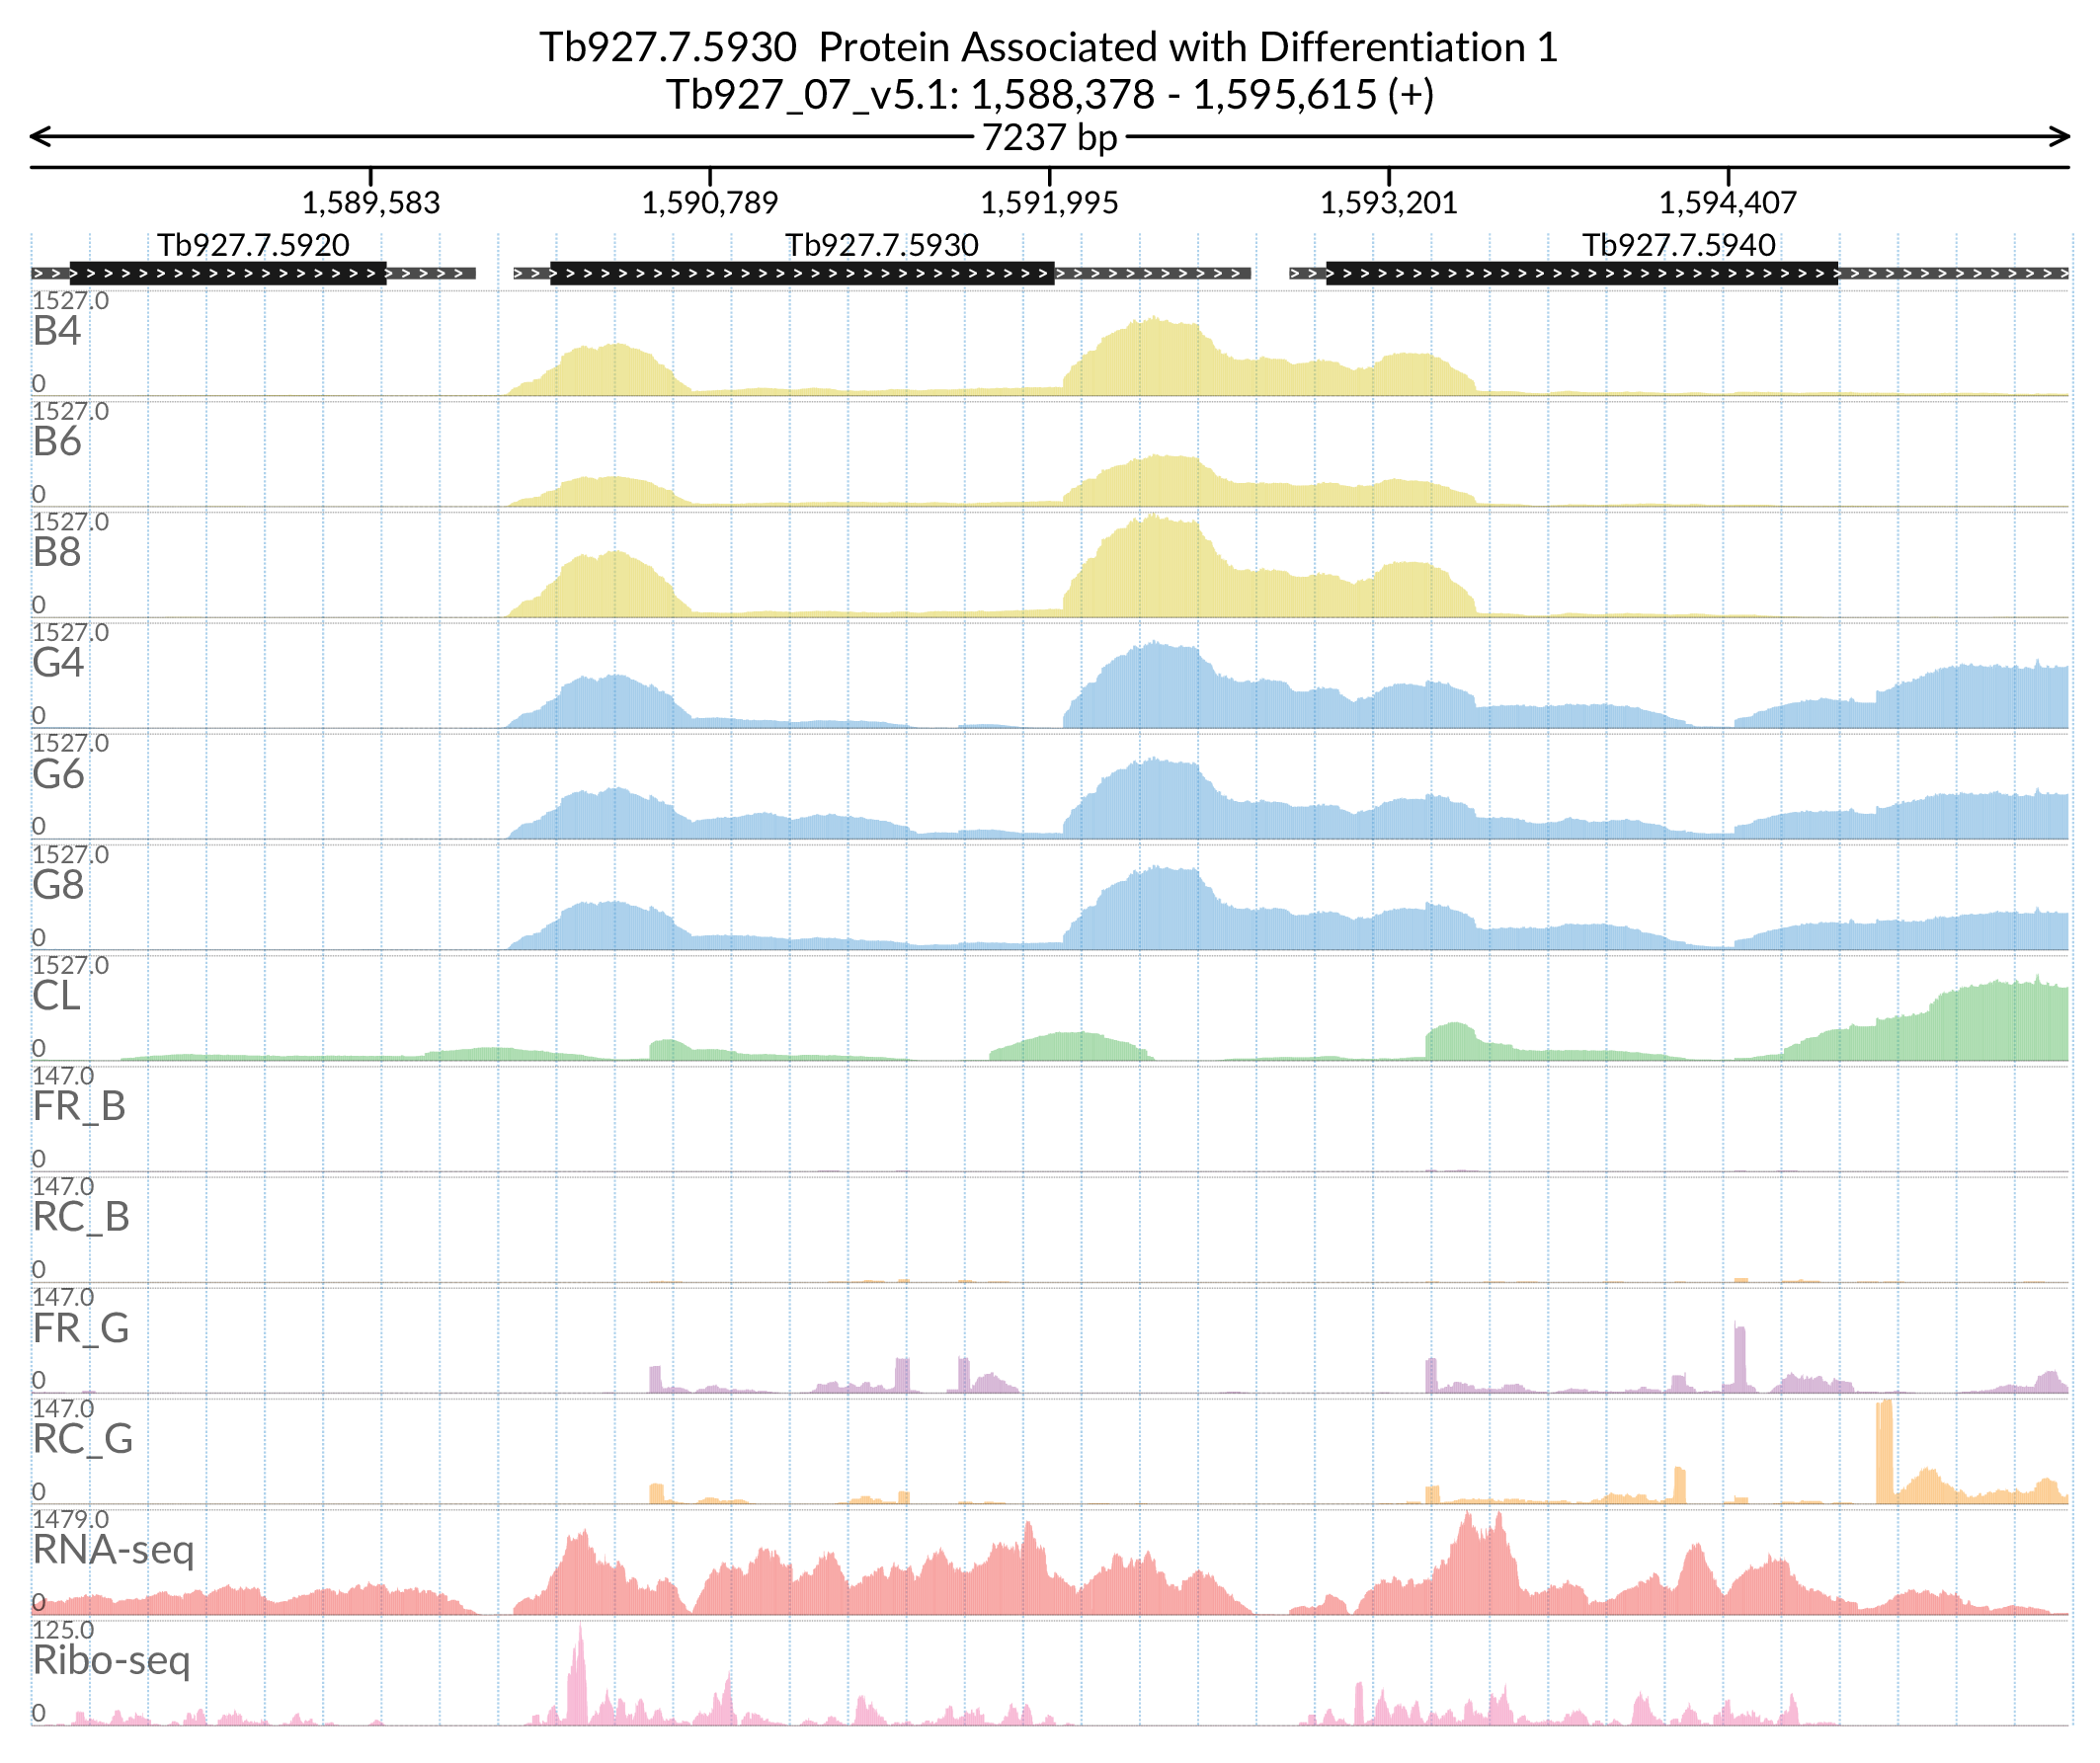 Tb927.7.5930  Protein Associated with Differentiation 1
Tb927_07_v5.1: 1,588,378 - 1,595,615 (+)
7237 bp
1,589,583 1,590,789 1,591,995 1,593,201 1,594,407
Tb927.7.5920 Tb927.7.5930 Tb927.7.5940
1527.0
B4
0
1527.0
B6
0
1527.0
B8
0
1527.0
G4
0
1527.0
G6
0
1527.0
G8
0
1527.0
CL
0
147.0
FR_B
0
147.0
RC_B
0
147.0
FR_G
0
147.0
RC_G
0
1479.0
RNA-seq
0
125.0
Ribo-seq
0